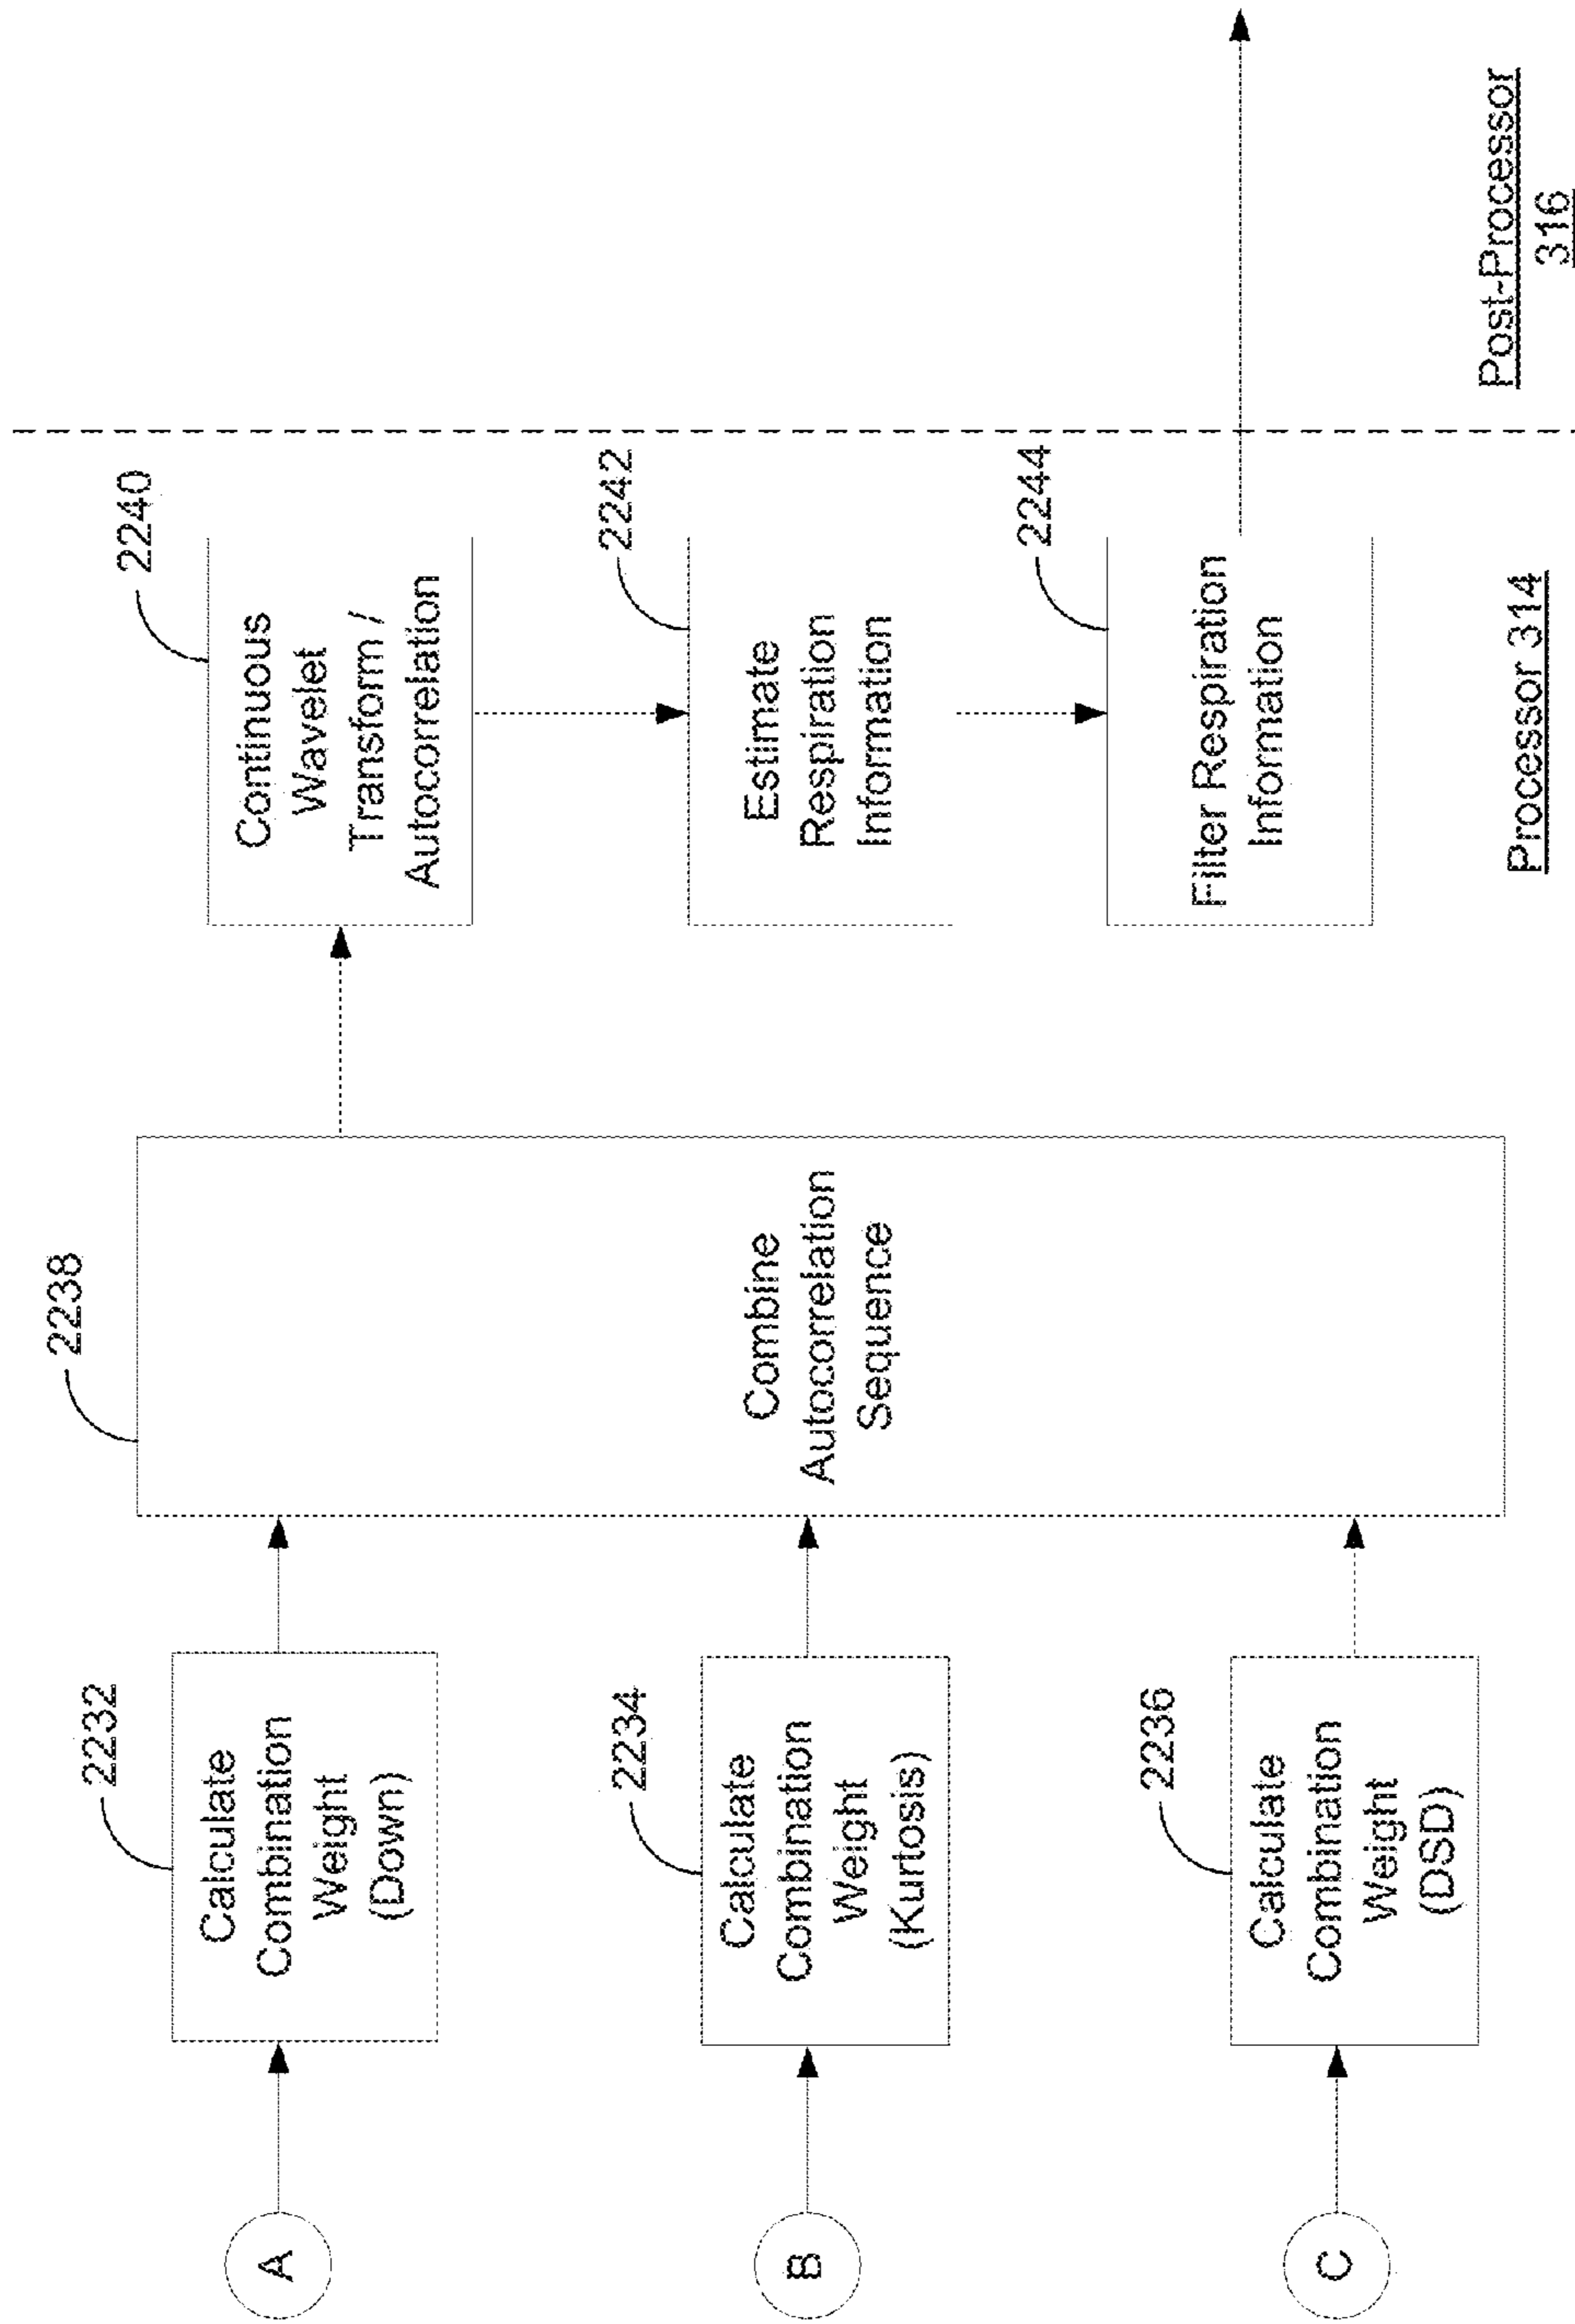 A
2232
Calculate
Combination
Weight
(Down)
B
2234
Calculate
Combination
Weight
(Kurtosis)
C
2236
Calculate
Combination
Weight
(DSD)
2238
Combine
Autocorrelation
Sequence
2240
Continuous
Wavelet
Transform /
Autocorrelation
2242
Estimate
Respiration
Information
2244
Filter Respiration
Information
Processor 314
Post-Processor
316